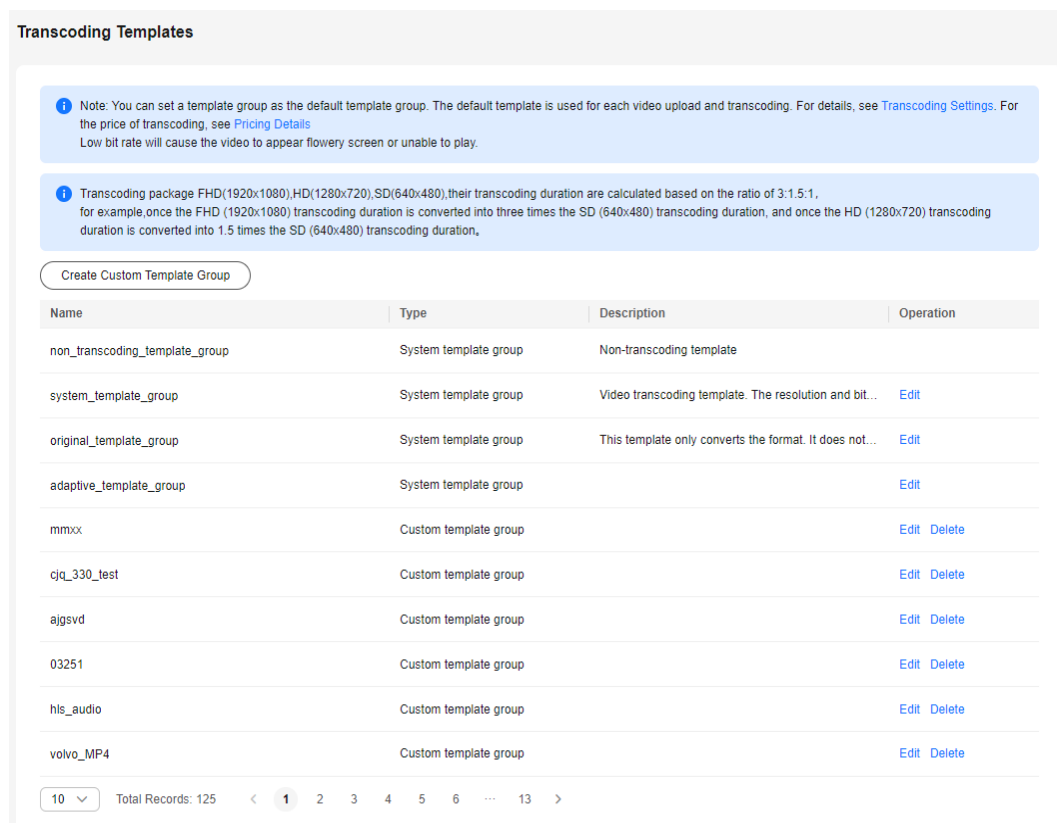 Transcoding Templates
Note: You can set a template group as the default template group. The default template is used for each video upload and transcoding. For details, see Transcoding Settings. For
the price of transcoding, see Pricing Details
Low bit rate will cause the video to appear flowery screen or unable to play.
Transcoding package FHD(1920x1080),HD(1280x720),SD(640x480),their transcoding duration are calculated based on the ratio of 3:1.5:1,
for example,once the FHD (1920x1080) transcoding duration is converted into three times the SD (640x480) transcoding duration, and once the HD (1280x720) transcoding
duration is converted into 1.5 times the SD (640x480) transcoding duration。
Create Custom Template Group
Name Type Description Operation
non_transcoding_template_group System template group Non-transcoding template
system_template_group System template group Video transcoding template. The resolution and bit... Edit
original_template_group System template group This template only converts the format. It does not... Edit
adaptive_template_group System template group Edit
mmxx Custom template group Edit Delete
cjq_330_test Custom template group Edit Delete
ajgsvd Custom template group Edit Delete
03251 Custom template group Edit Delete
hls_audio Custom template group Edit Delete
volvo_MP4 Custom template group Edit Delete
10 Total Records: 125 < 1 2 3 4 5 6 ... 13 >